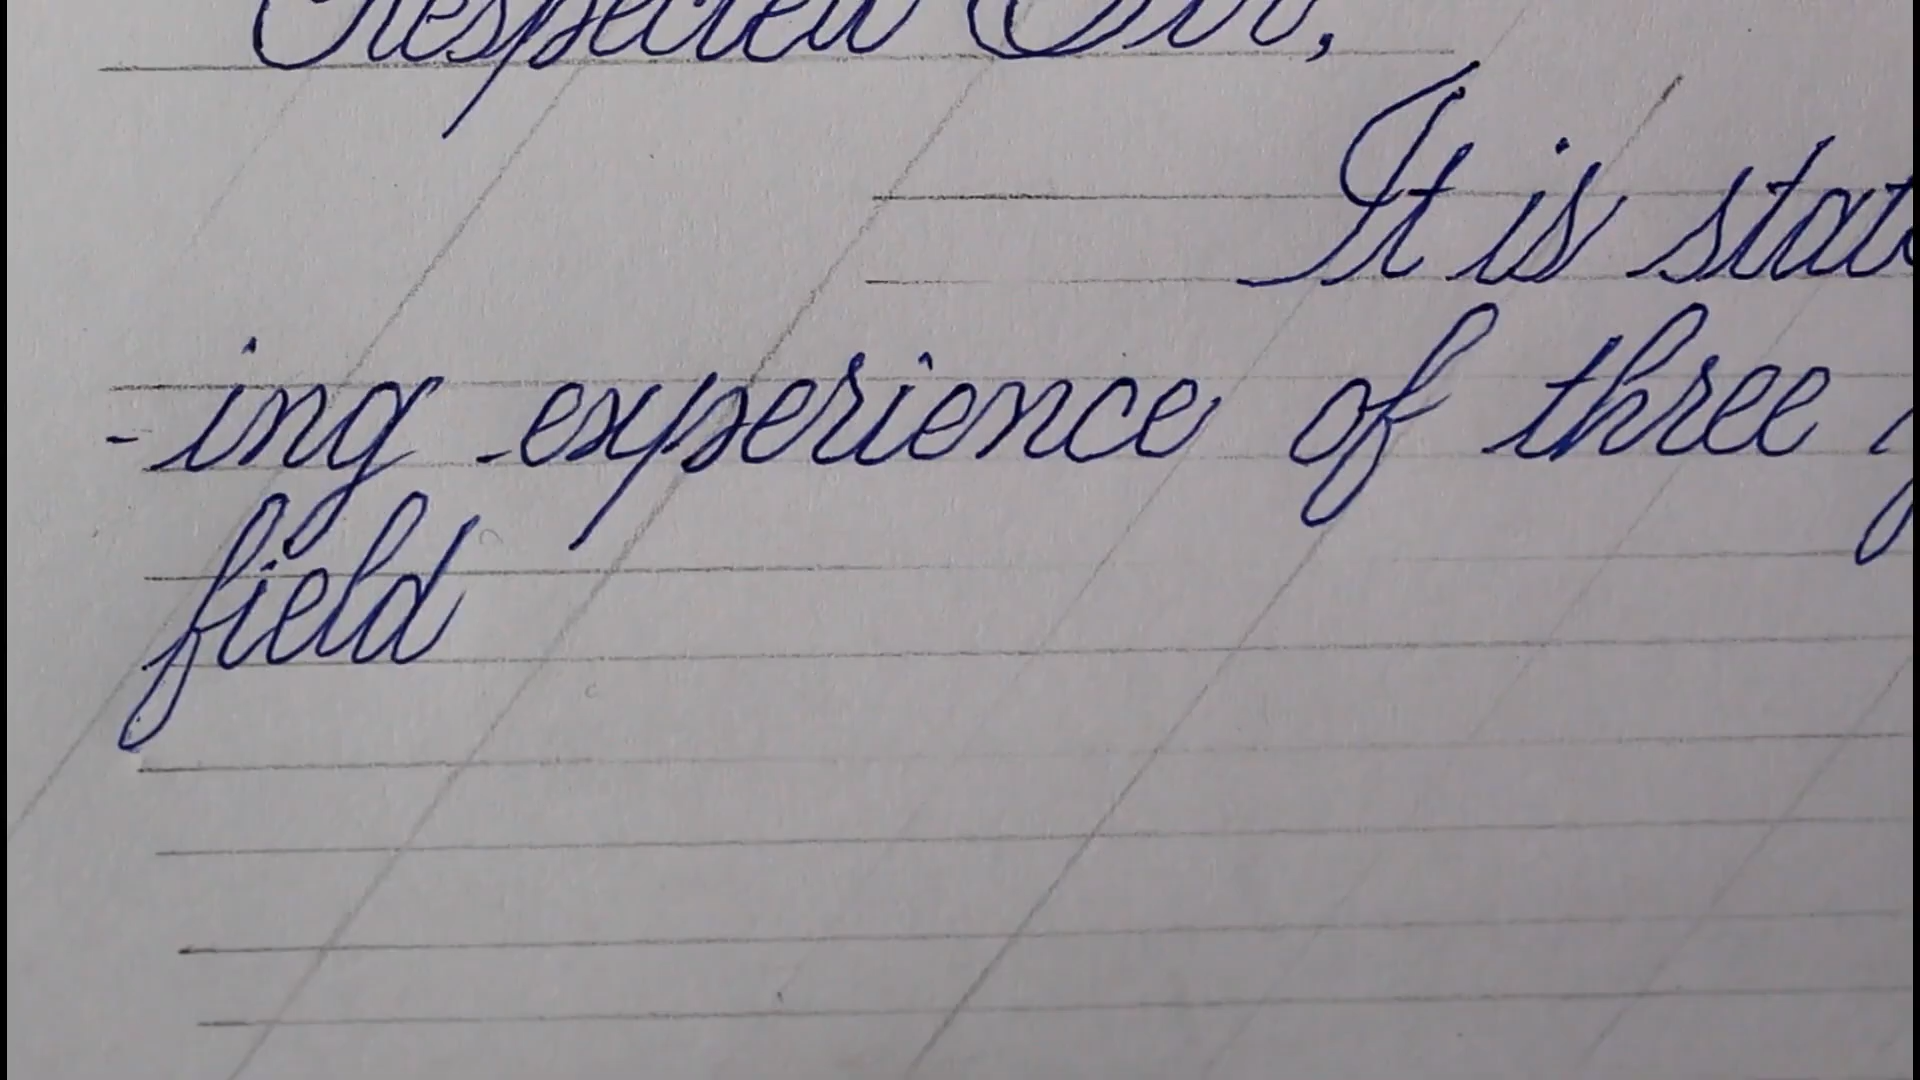 Respected Sir,
It is stat
-ing experience of three
field